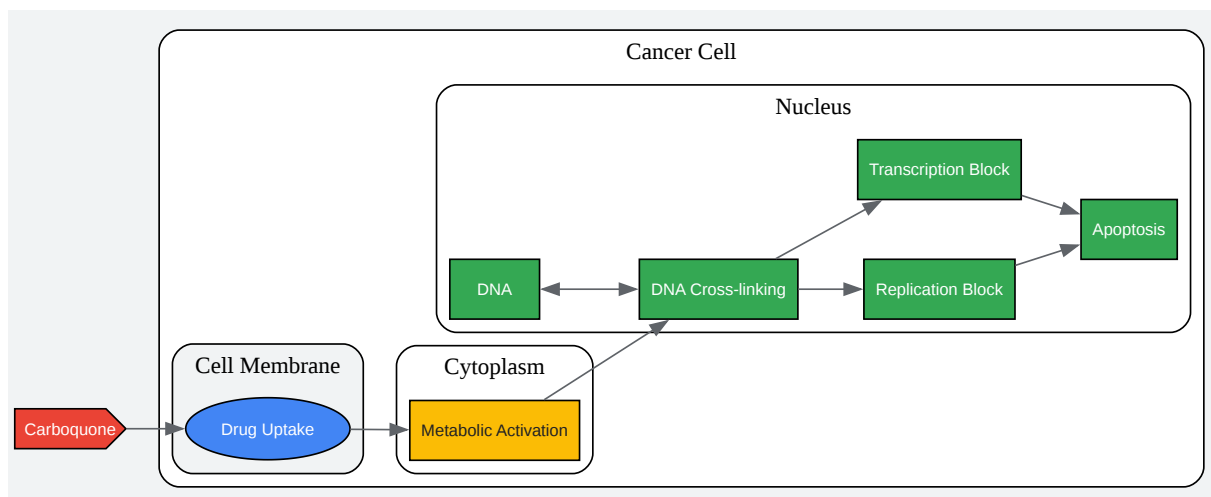 Cancer Cell
Nucleus
Transcription Block
Apoptosis
DNA
DNA Cross-linking
Replication Block
Cell Membrane
Cytoplasm
Carboquone
Drug Uptake
Metabolic Activation